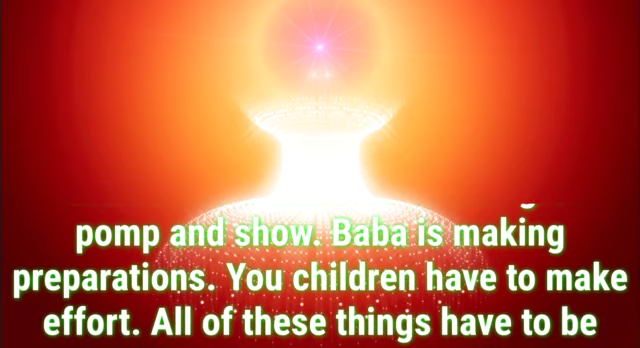 pomp and show. Baba is making
preparations. You children have to make
effort. All of these things have to be